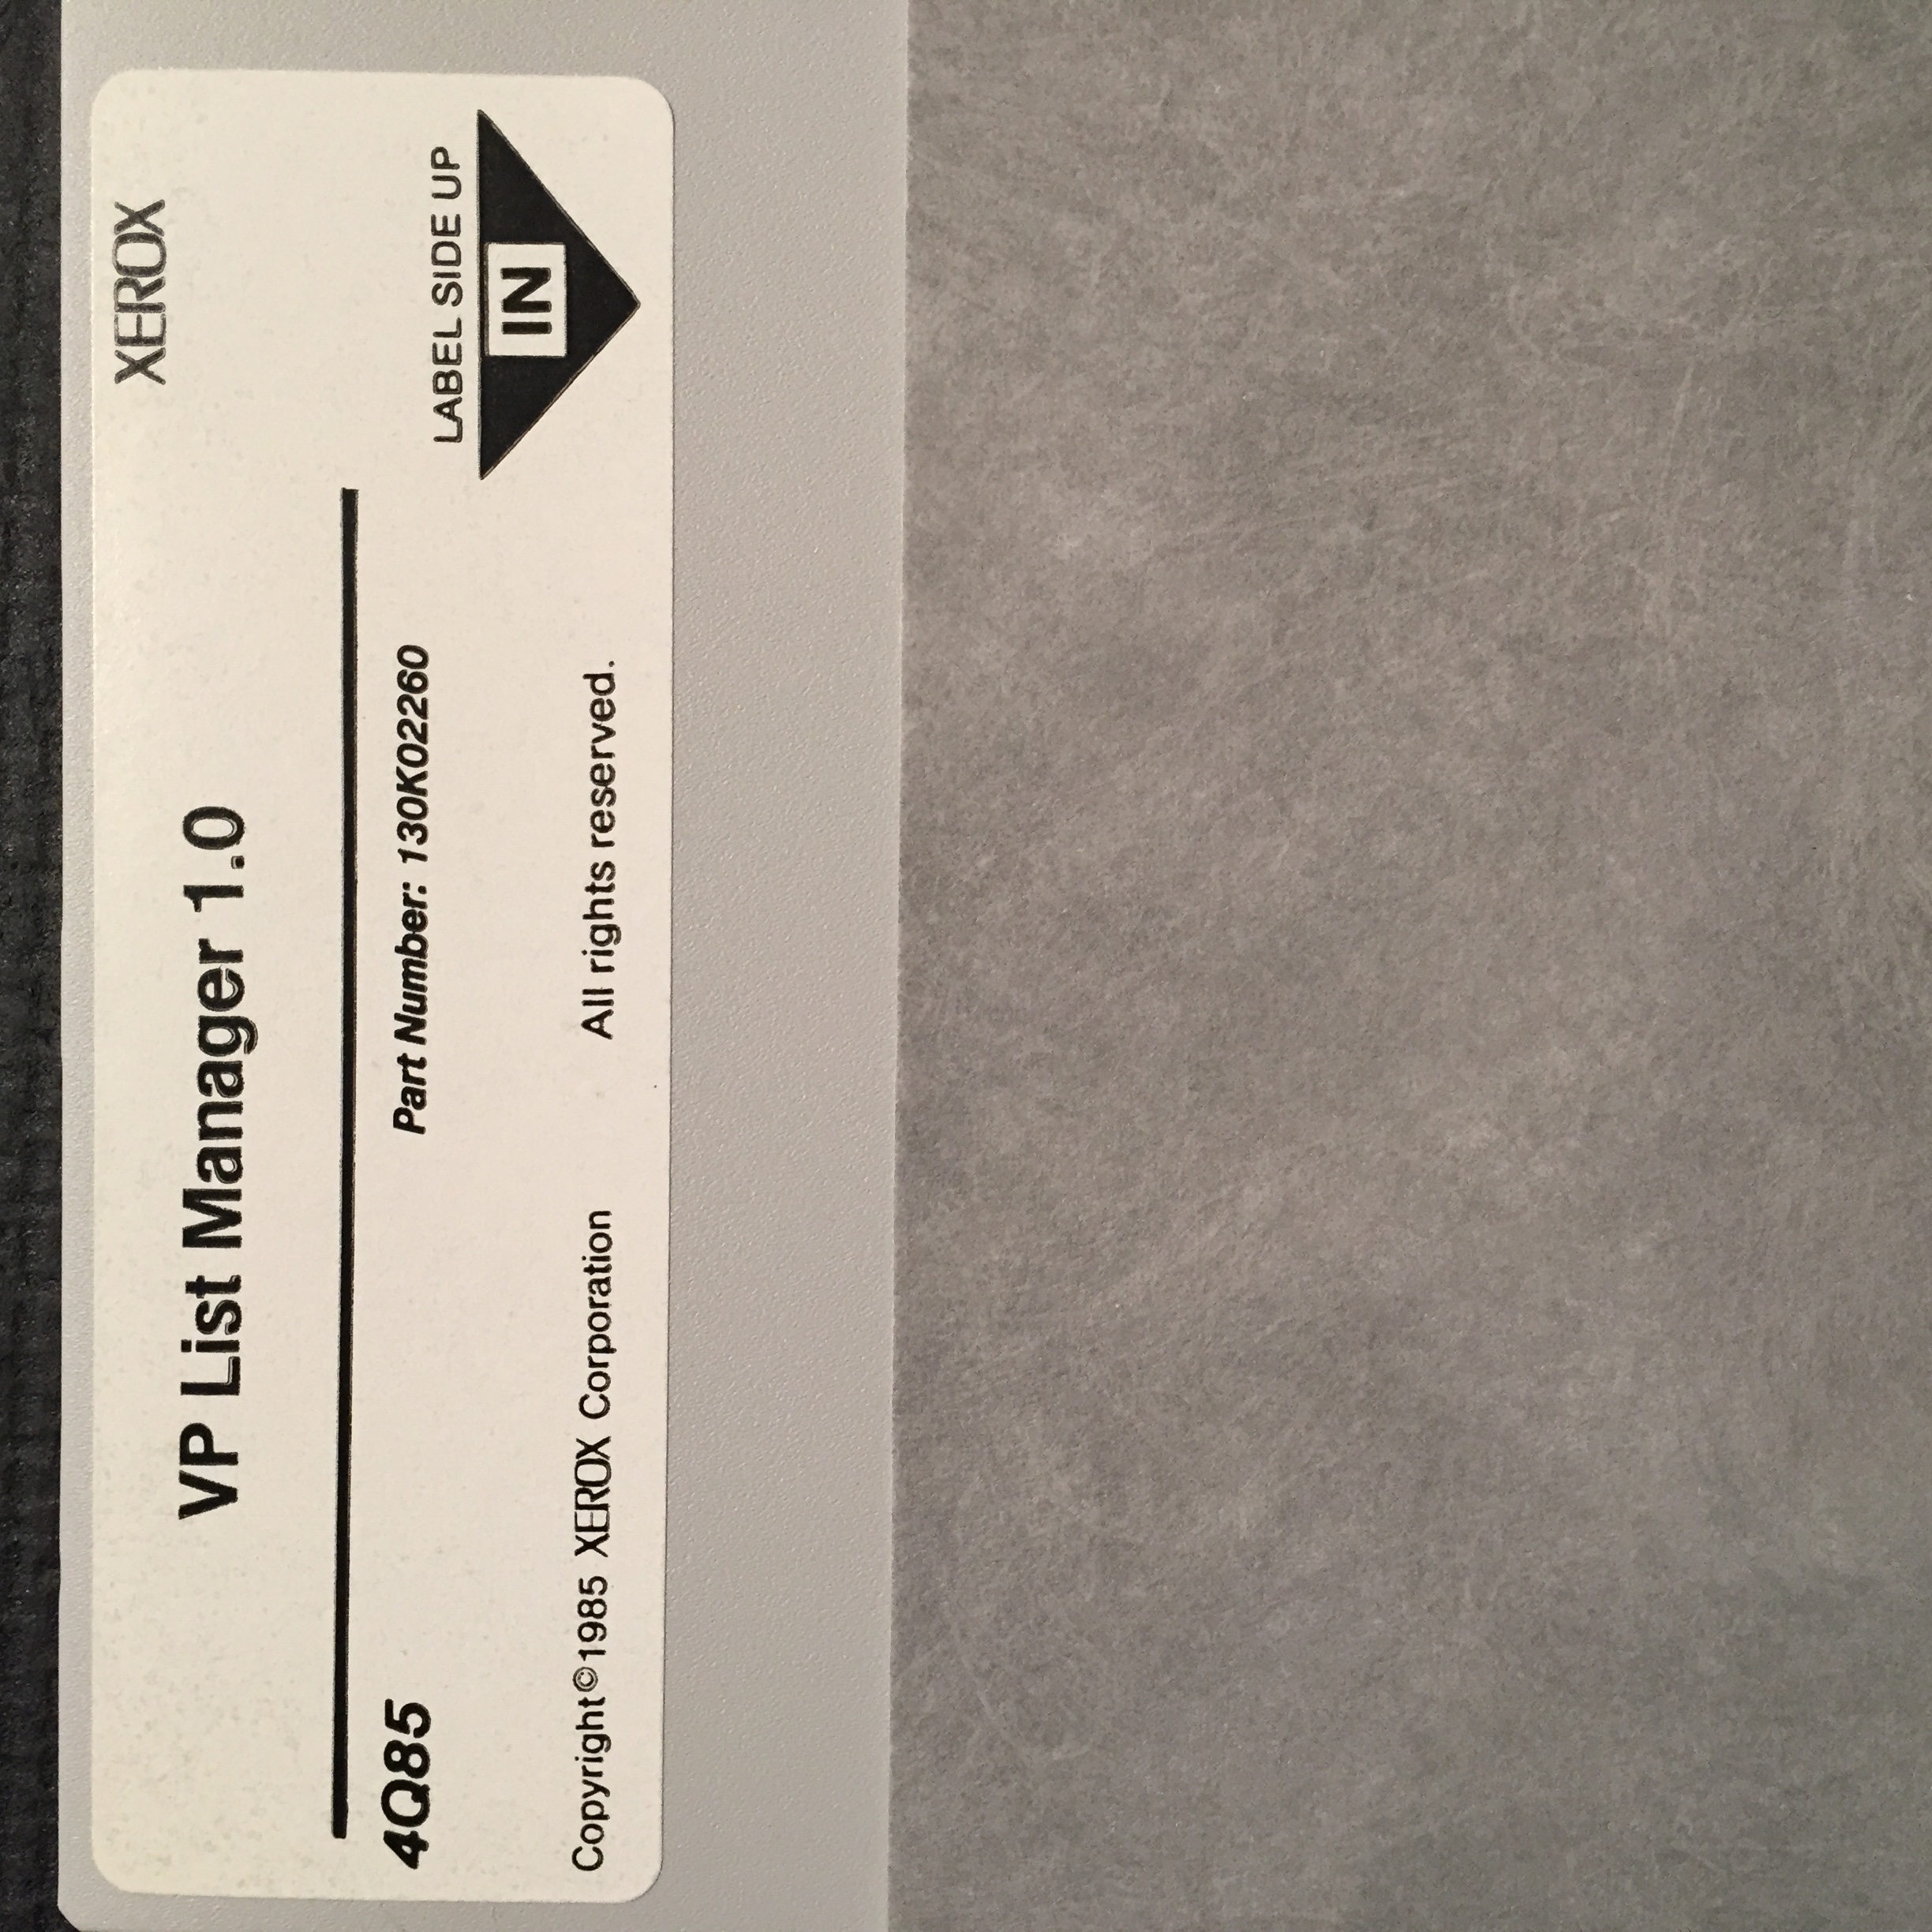 XEROX
VP List Manager 1.0
4Q85
Part Number: 130K02260
LABEL SIDE UP
IN
Copyright©1985 XEROX Corporation
All rights reserved.